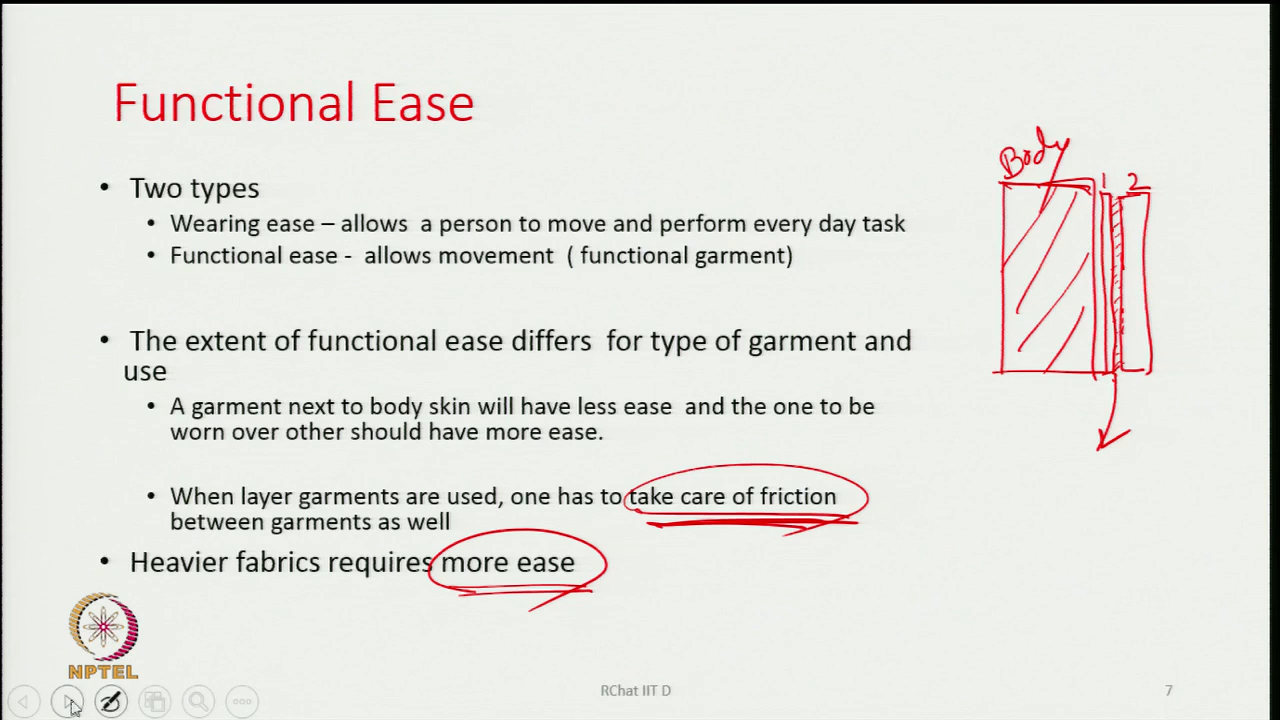 Functional Ease
• Two types
• Wearing ease – allows a person to move and perform every day task
• Functional ease - allows movement ( functional garment)
• The extent of functional ease differs for type of garment and
use
• A garment next to body skin will have less ease and the one to be
worn over other should have more ease.
• When layer garments are used, one has to take care of friction
between garments as well
• Heavier fabrics requires more ease
Body
1 2
NPTEL
RChat IIT D
7